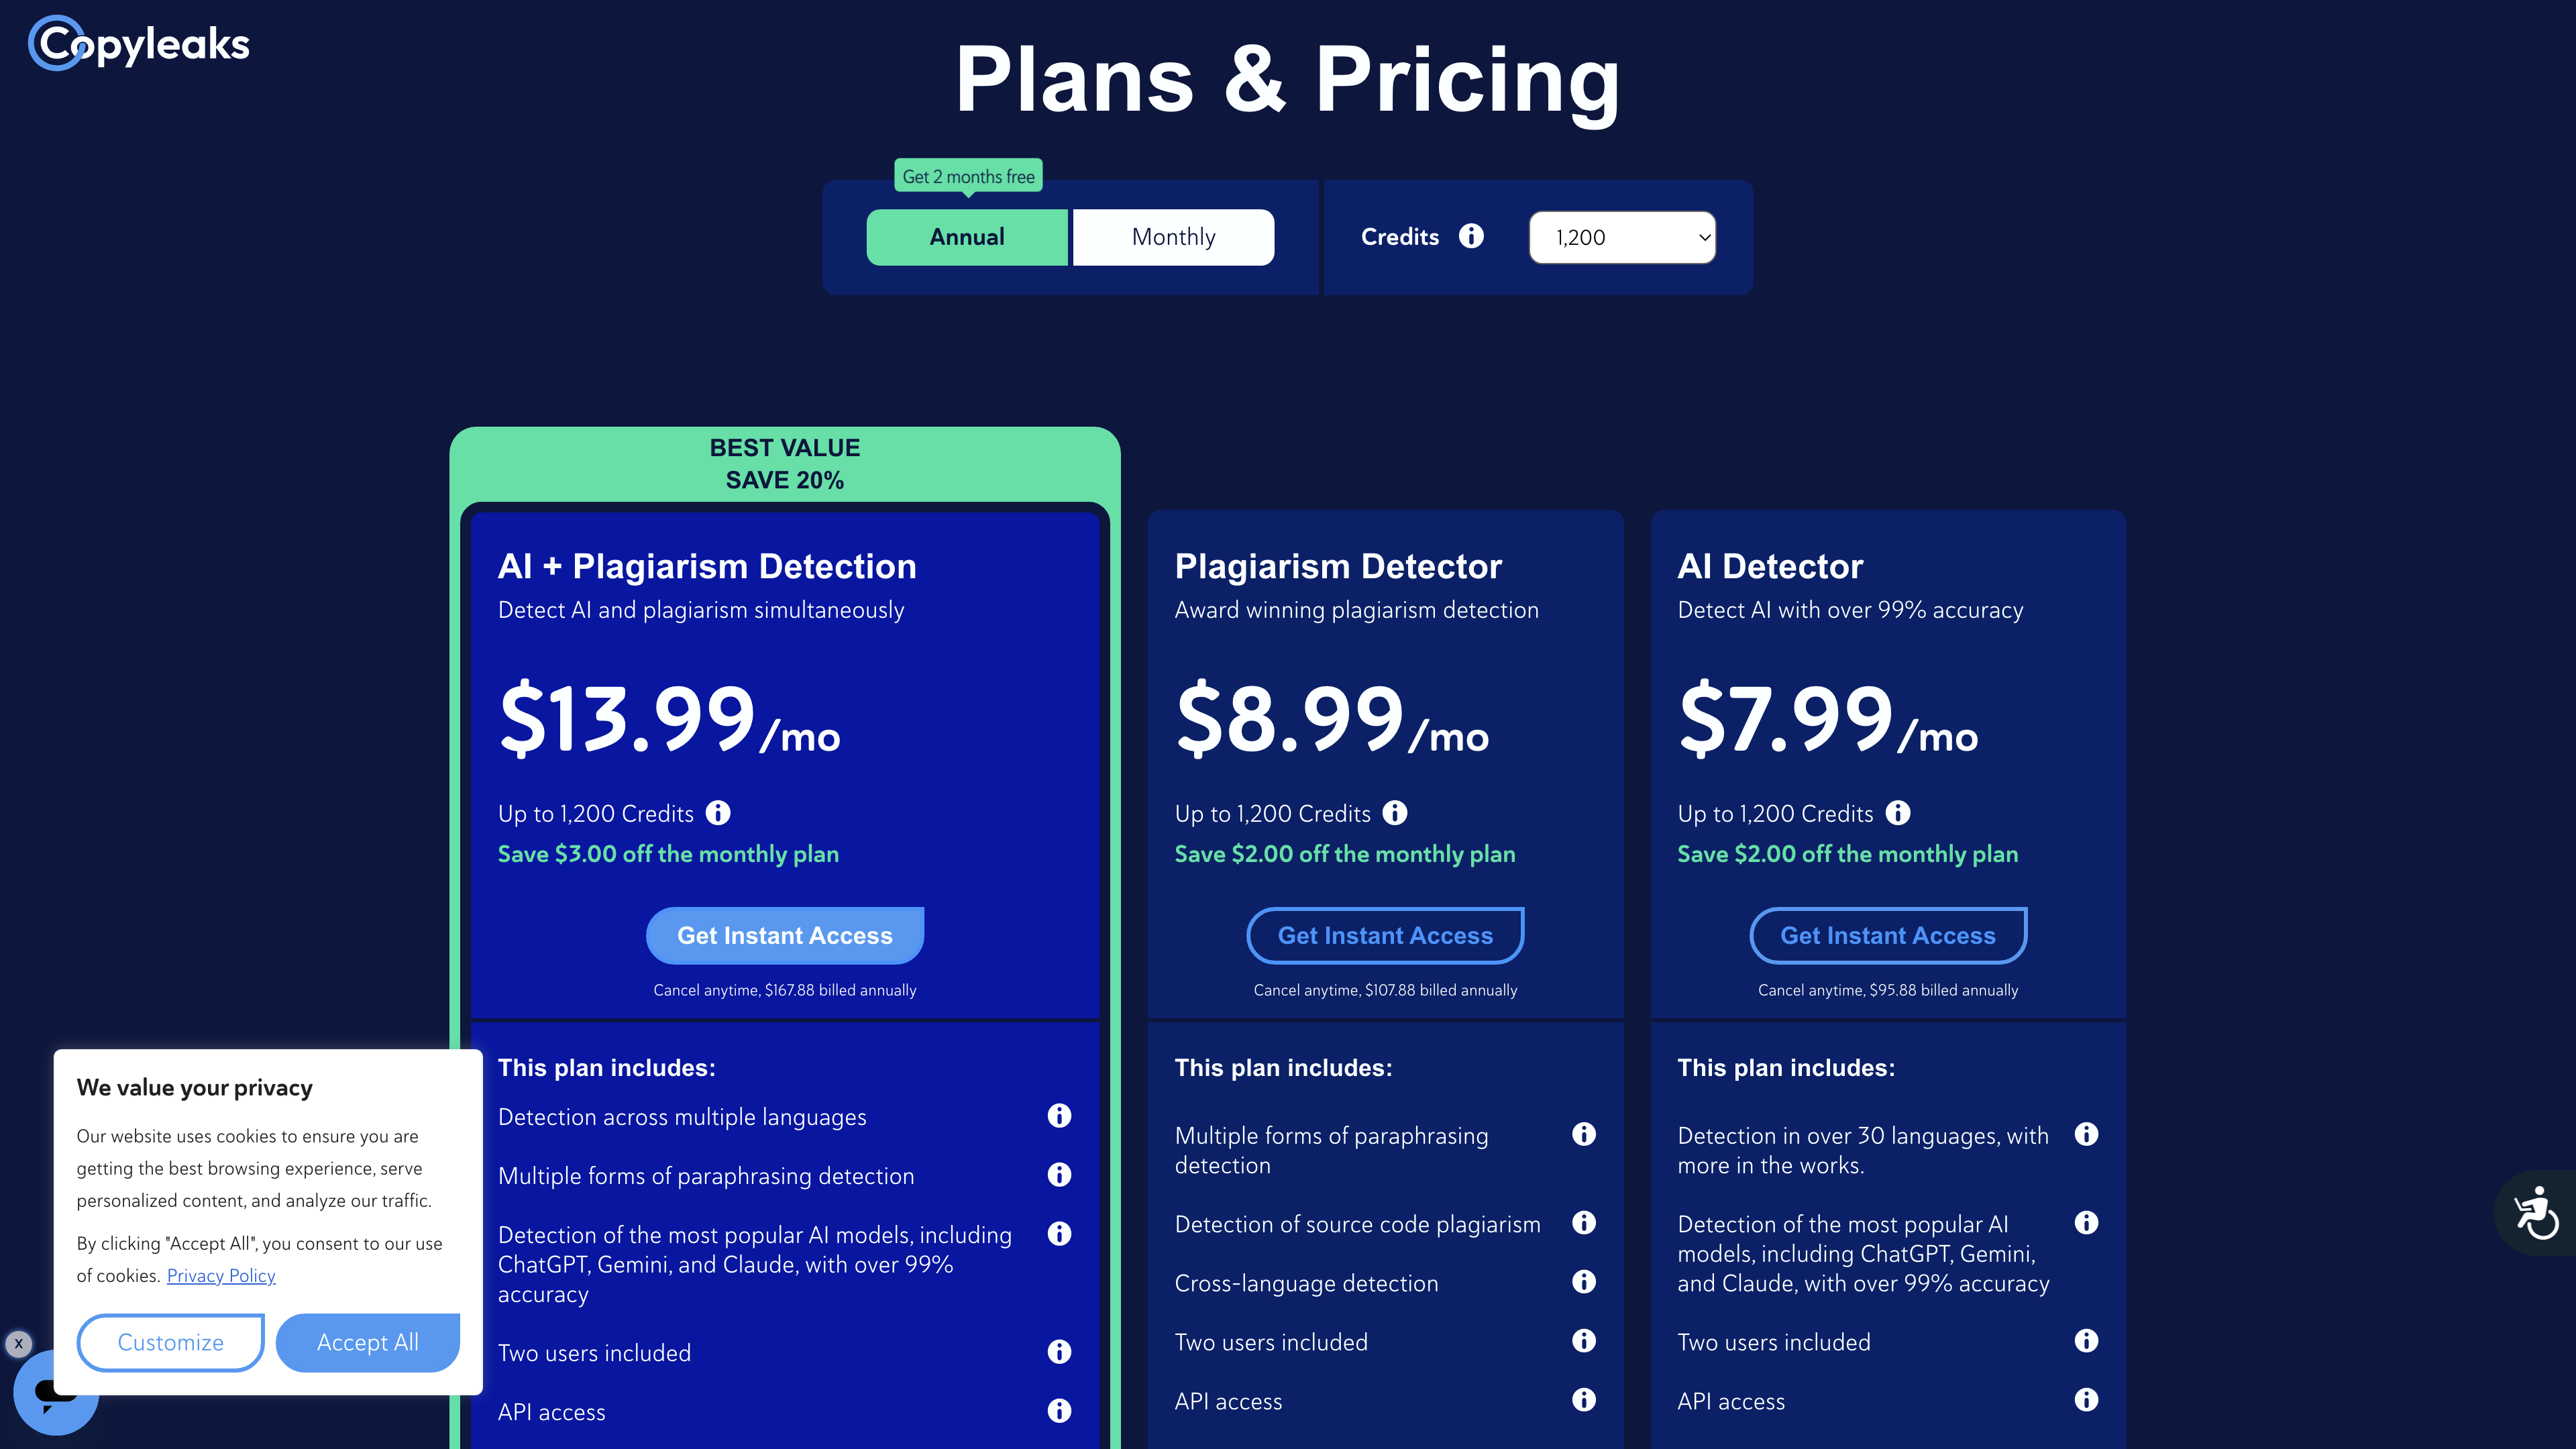 Copyleaks
Plans & Pricing
Get 2 months free
Annual
Monthly
Credits
1,200
BEST VALUE
SAVE 20%
AI + Plagiarism Detection
Detect AI and plagiarism simultaneously
$13.99/mo
Up to 1,200 Credits
Save $3.00 off the monthly plan
Get Instant Access
Cancel anytime, $167.88 billed annually
This plan includes:
Detection across multiple languages
Multiple forms of paraphrasing detection
Detection of the most popular AI models, including
ChatGPT, Gemini, and Claude, with over 99%
accuracy
Two users included
API access
Plagiarism Detector
Award winning plagiarism detection
$8.99/mo
Up to 1,200 Credits
Save $2.00 off the monthly plan
Get Instant Access
Cancel anytime, $107.88 billed annually
This plan includes:
Multiple forms of paraphrasing
detection
Detection of source code plagiarism
Cross-language detection
Two users included
API access
AI Detector
Detect AI with over 99% accuracy
$7.99/mo
Up to 1,200 Credits
Save $2.00 off the monthly plan
Get Instant Access
Cancel anytime, $95.88 billed annually
This plan includes:
Detection in over 30 languages, with
more in the works.
Detection of the most popular AI
models, including ChatGPT, Gemini,
and Claude, with over 99% accuracy
Two users included
API access
We value your privacy
Our website uses cookies to ensure you are
getting the best browsing experience, serve
personalized content, and analyze our traffic.
By clicking "Accept All", you consent to our use
of cookies. Privacy Policy
Customize
Accept All
x